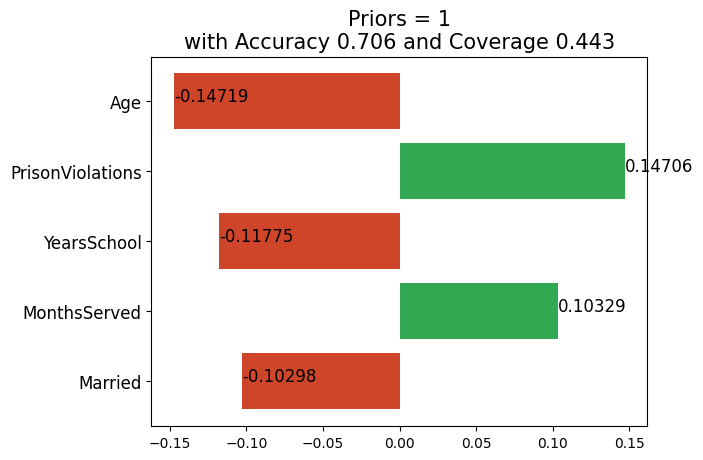 Priors = 1
with Accuracy 0.706 and Coverage 0.443
Age
-0.14719
PrisonViolations
0.14706
YearsSchool
-0.11775
MonthsServed
0.10329
Married
-0.10298
−0.15 −0.10 −0.05 0.00 0.05 0.10 0.15